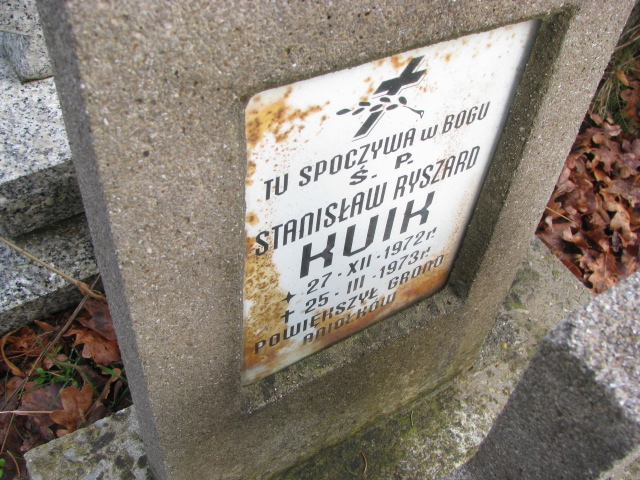 TU SPOCZYWA W BOGU
Ś. P.
STANISŁAW RYSZARD
KUIK
27·XII·1972r.
25·III·1973r.
POWIĘKSZYŁ GRONO
ANIOŁKÓW